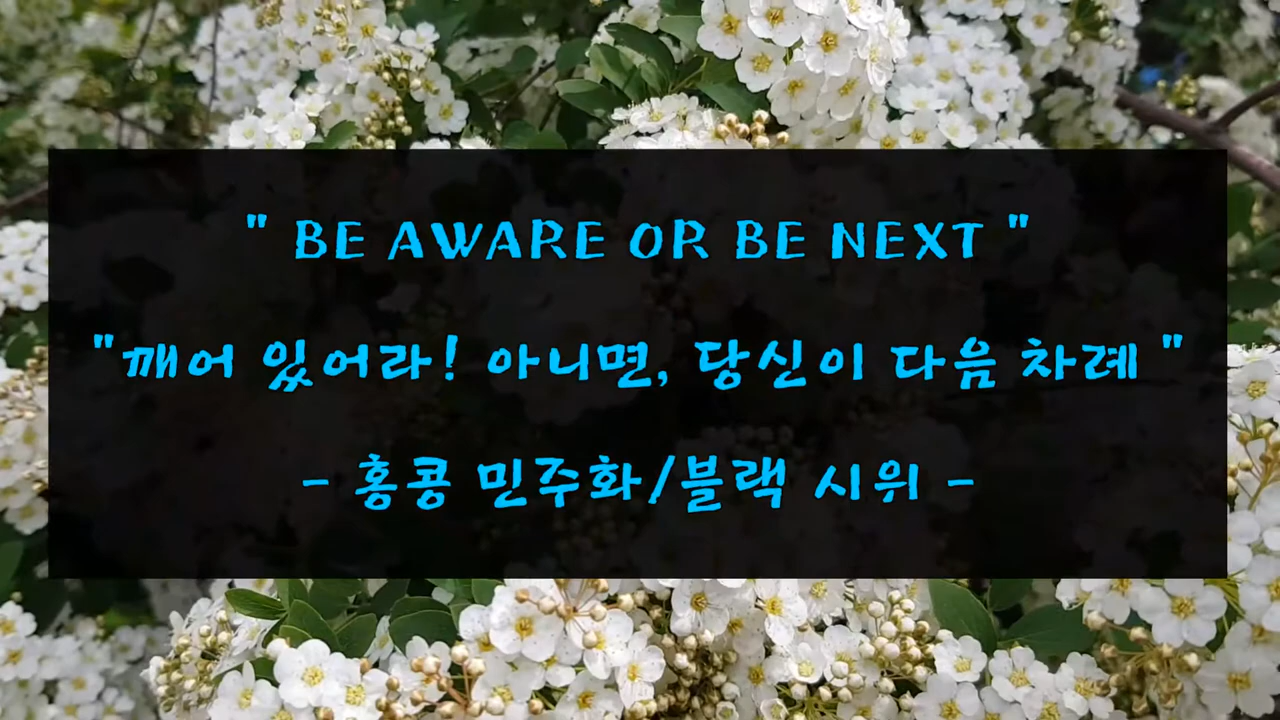 " BE AWARE OR BE NEXT "
"깨어 있어라! 아니면, 당신이 다음 차례 "
- 홍콩 민주화/블랙 시위 -